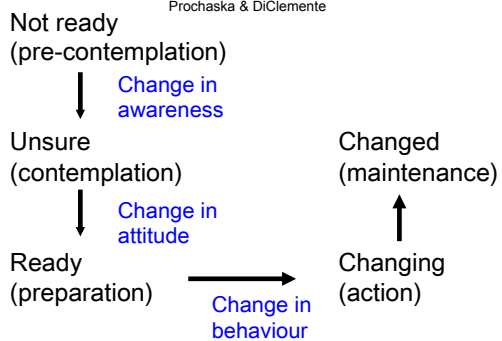 Prochaska & DiClemente
Not ready
(pre-contemplation)
Change in
awareness
Unsure
(contemplation)
Change in
attitude
Ready
(preparation)
Change in
behaviour
Changing
(action)
Changed
(maintenance)